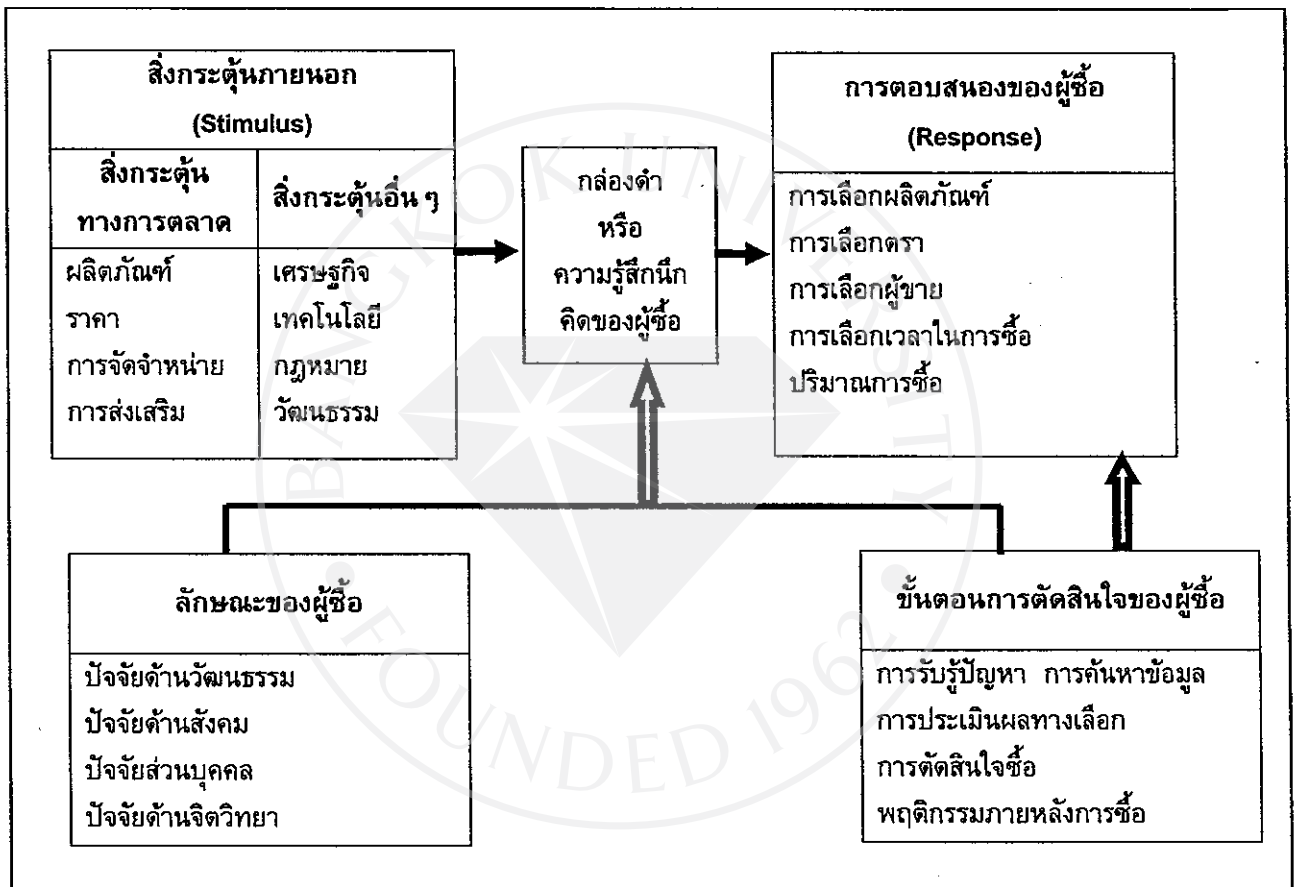 สิ่งกระตุ้นภายนอก
(Stimulus)
สิ่งกระตุ้น
ทางการตลาด
สิ่งกระตุ้นอื่น ๆ
ผลิตภัณฑ์
ราคา
การจัดจำหน่าย
การส่งเสริม
เศรษฐกิจ
เทคโนโลยี
กฎหมาย
วัฒนธรรม
กล่องดำ
หรือ
ความรู้สึกนึก
คิดของผู้ซื้อ
การตอบสนองของผู้ซื้อ
(Response)
การเลือกผลิตภัณฑ์
การเลือกตรา
การเลือกผู้ขาย
การเลือกเวลาในการซื้อ
ปริมาณการซื้อ
ลักษณะของผู้ซื้อ
ปัจจัยด้านวัฒนธรรม
ปัจจัยด้านสังคม
ปัจจัยส่วนบุคคล
ปัจจัยด้านจิตวิทยา
ขั้นตอนการตัดสินใจของผู้ซื้อ
การรับรู้ปัญหา การค้นหาข้อมูล
การประเมินผลทางเลือก
การตัดสินใจซื้อ
พฤติกรรมภายหลังการซื้อ
BANGKOK UNIVERSITY
FOUNDED 1962